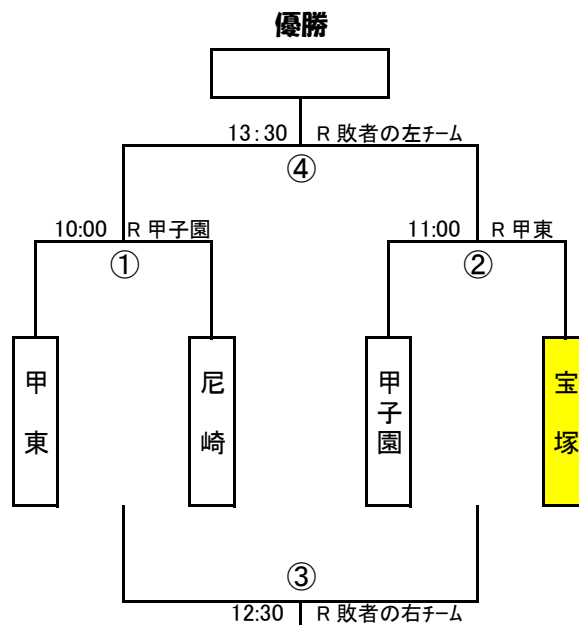 優勝
13:30 R 敗者の左ﾁｰﾑ
④
10:00 R 甲子園
11:00 R 甲東
①
②
甲東
尼崎
甲子園
宝塚
③
12:30 R 敗者の右ﾁｰﾑ